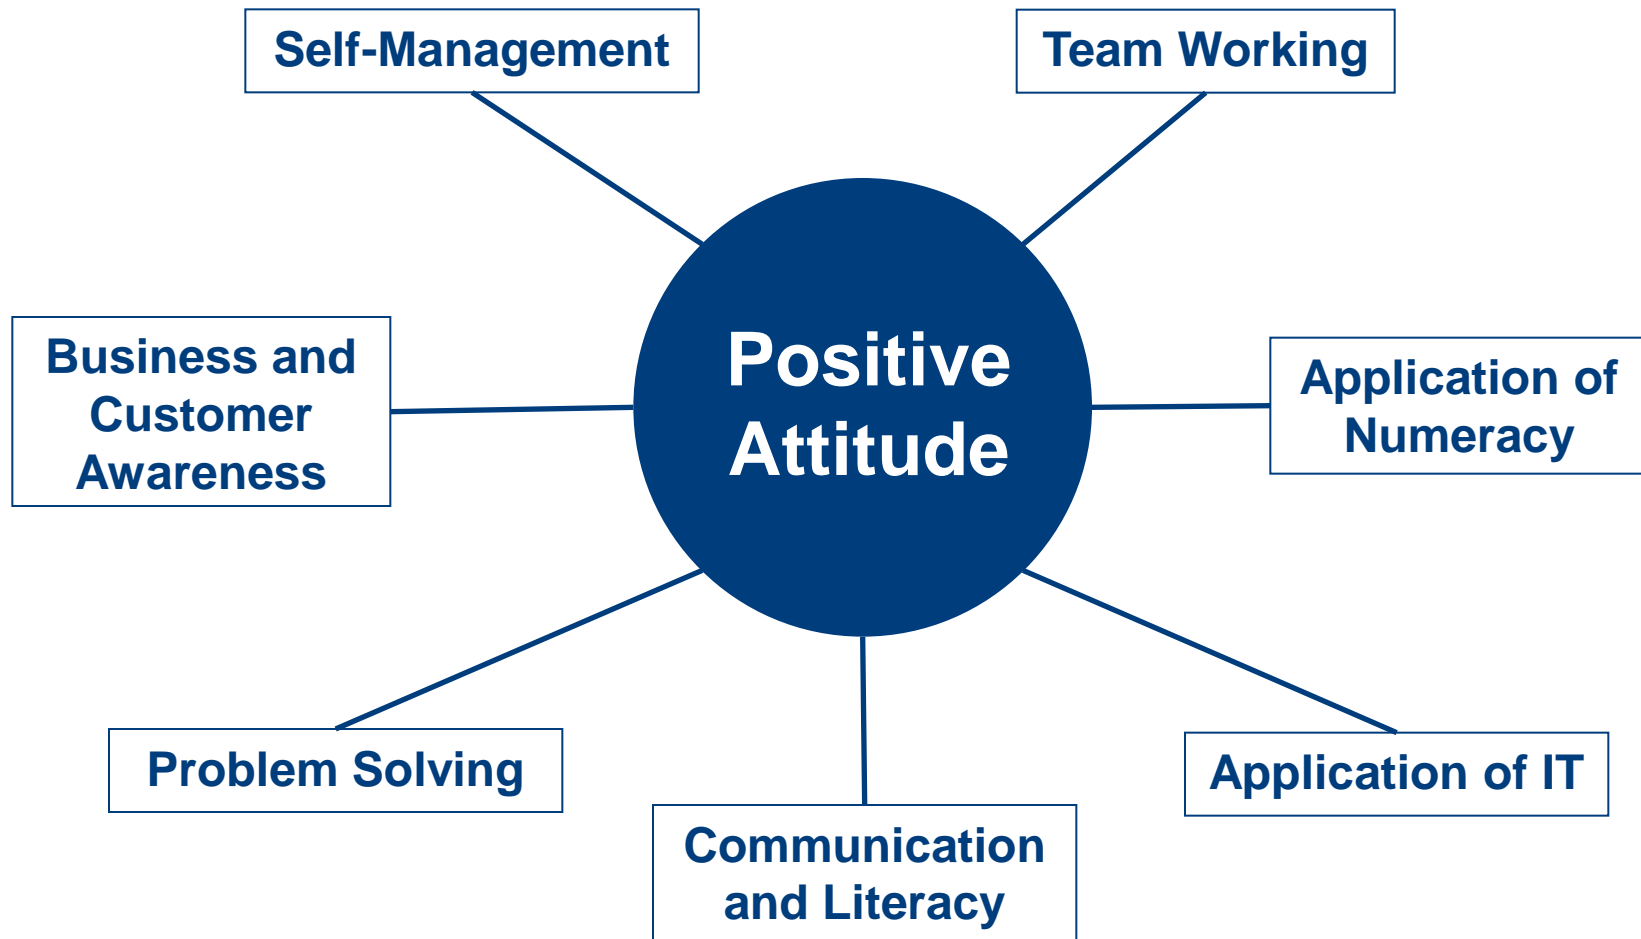 Self-Management
Team Working
Positive
Attitude
Business and
Customer
Awareness
Application of
Numeracy
Problem Solving
Application of IT
Communication
and Literacy